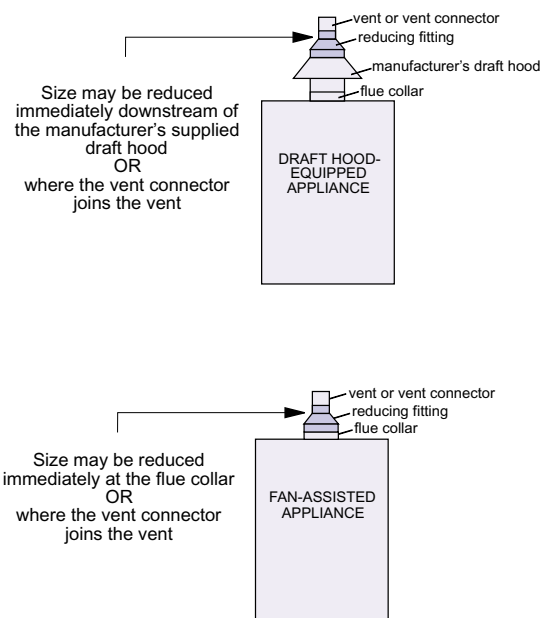 vent or vent connector
reducing fitting
manufacturer's draft hood
flue collar
Size may be reduced
immediately downstream of
the manufacturer's supplied
draft hood
OR
where the vent connector
joins the vent
DRAFT HOOD-
EQUIPPED
APPLIANCE
vent or vent connector
reducing fitting
flue collar
Size may be reduced
immediately at the flue collar
OR
where the vent connector
joins the vent
FAN-ASSISTED
APPLIANCE